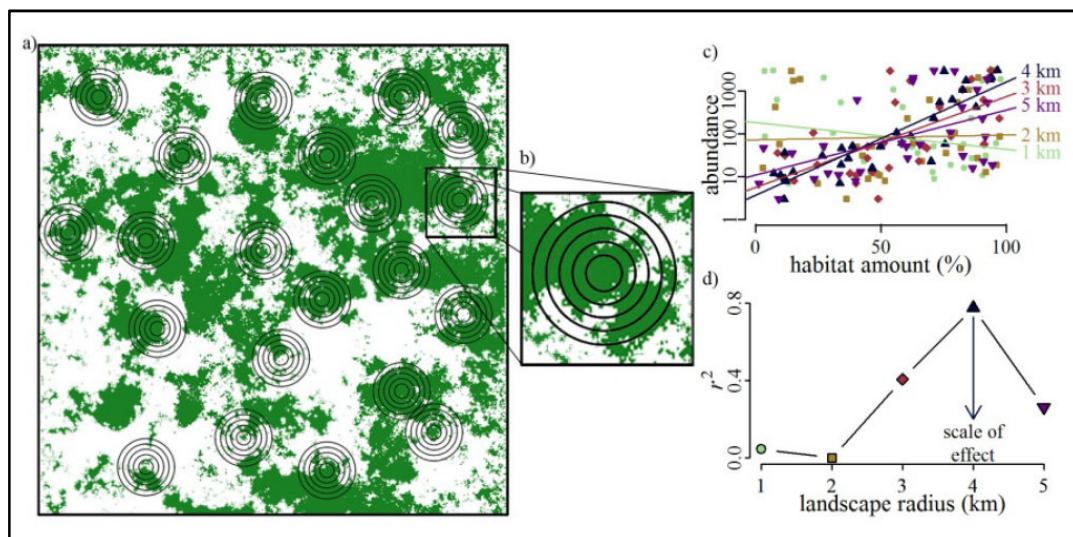 a)
b)
c)
abundance
1 10 100 1000
0 50 100
habitat amount (%)
4 km
3 km
5 km
2 km
1 km
d)
r²
0.0 0.4 0.8
scale of
effect
1 2 3 4 5
landscape radius (km)